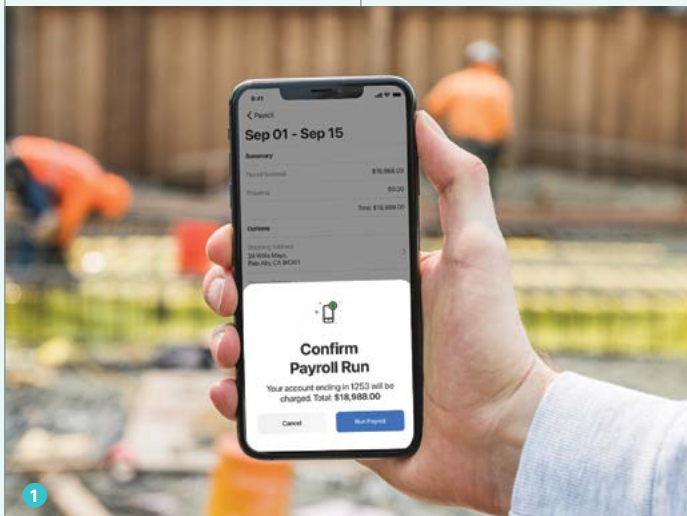 9:41
Payroll
Sep 01 - Sep 15
Summary
Payroll Subtotal $18,988.00
Shipping $0.00
Total: $18,988.00
Options
Shipping Address
Palo Alto, CA 94301
Confirm
Payroll Run
Your account ending in 1253 will be
charged. Total: $18,988.00
Cancel Run Payroll
1